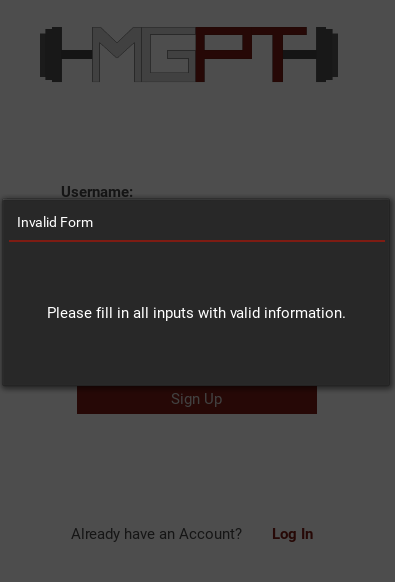 MGPT
Username:
Invalid Form
Please fill in all inputs with valid information.
Sign Up
Already have an Account? Log In